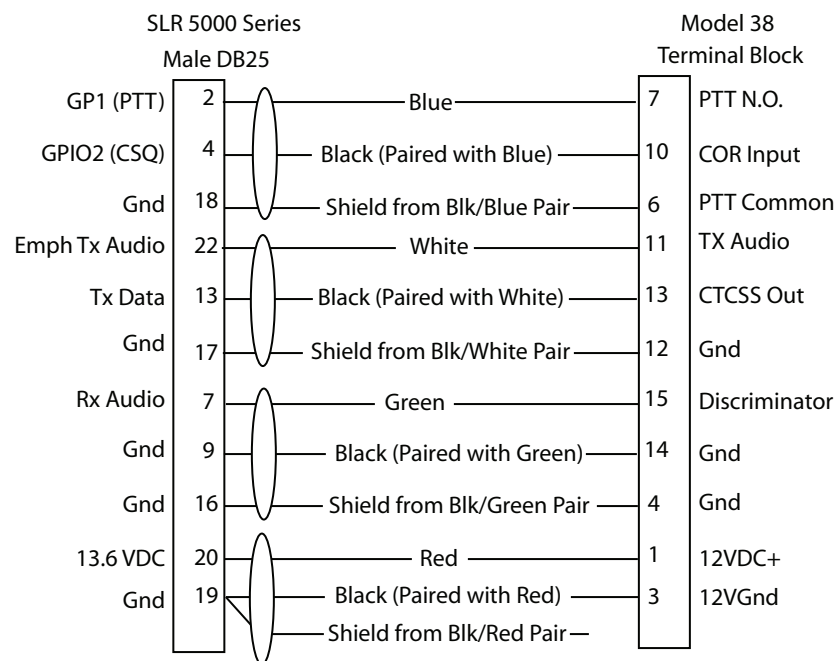 SLR 5000 Series
Male DB25
Model 38
Terminal Block
GP1 (PTT) 2 Blue 7 PTT N.O.
GPIO2 (CSQ) 4 Black (Paired with Blue) 10 COR Input
Gnd 18 Shield from Blk/Blue Pair 6 PTT Common
Emph Tx Audio 22 White 11 TX Audio
Tx Data 13 Black (Paired with White) 13 CTCSS Out
Gnd 17 Shield from Blk/White Pair 12 Gnd
Rx Audio 7 Green 15 Discriminator
Gnd 9 Black (Paired with Green) 14 Gnd
Gnd 16 Shield from Blk/Green Pair 4 Gnd
13.6 VDC 20 Red 1 12VDC+
Gnd 19 Black (Paired with Red) 3 12VGnd
Shield from Blk/Red Pair